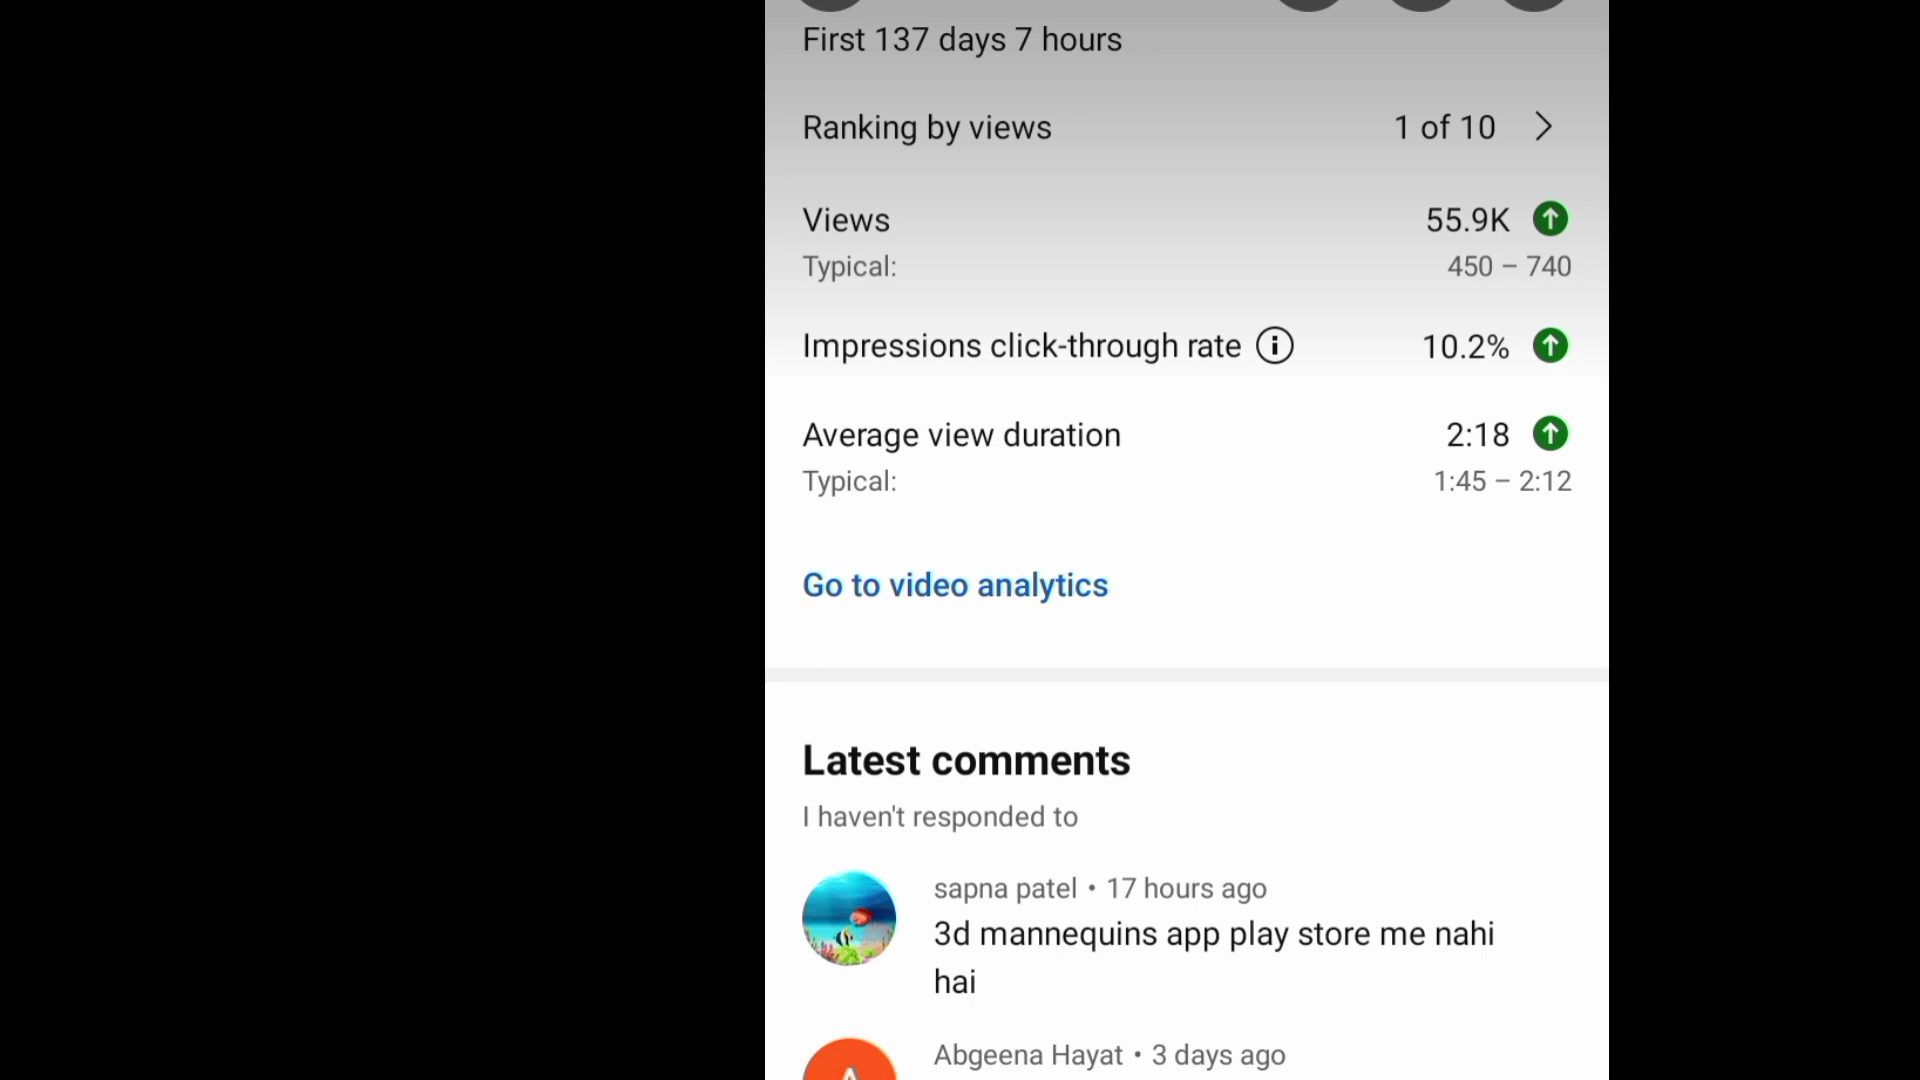 First 137 days 7 hours
Ranking by views 1 of 10
Views 55.9K
Typical: 450 – 740
Impressions click-through rate 10.2%
Average view duration 2:18
Typical: 1:45 – 2:12
Go to video analytics
Latest comments
I haven't responded to
sapna patel • 17 hours ago
3d mannequins app play store me nahi
hai
Abgeena Hayat • 3 days ago